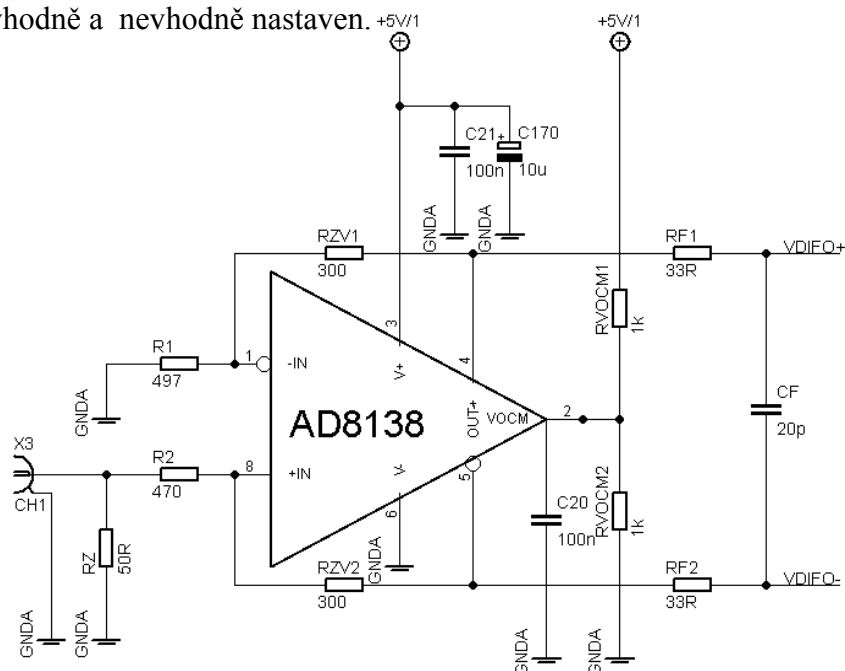 vhodně a nevhodně nastaven.
+5V/1
+5V/1
C21
100n
+
C170
10u
GNDA
GNDA
RZV1
300
RF1
33R
VDIFO+
RVOCM1
1k
3
V+
4
R1
497
1
-IN
GNDA
OUT+
VOCM
2
AD8138
CF
20p
X3
CH1
R2
470
8
+IN
V-
6
5
RZ
50R
C20
100n
RVOCM2
1k
GNDA
RZV2
300
RF2
33R
VDIFO-
GNDA
GNDA
GNDA
GNDA